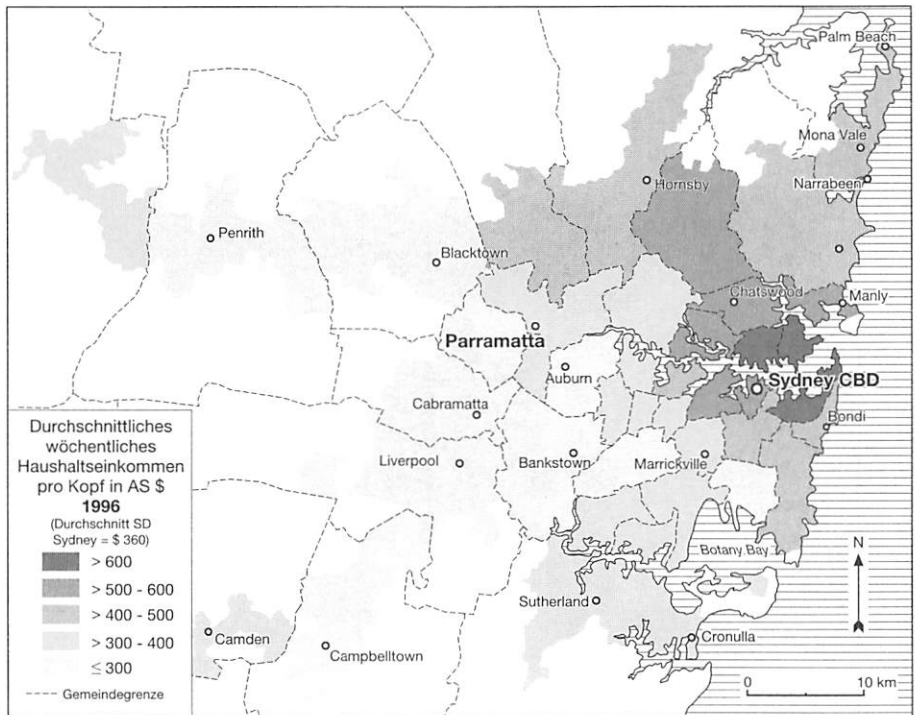 Palm Beach
Mona Vale
Narrabeen
Hornsby
Penrith
Blacktown
Chatswood
Manly
Parramatta
Auburn
Sydney CBD
Cabramatta
Bondi
Liverpool
Bankstown
Marrickville
Botany Bay
Sutherland
Cronulla
Camden
Campbelltown
N
0 10 km
Durchschnittliches
wöchentliches
Haushaltseinkommen
pro Kopf in AS $
1996
(Durchschnitt SD
Sydney = $ 360)
> 600
> 500 - 600
> 400 - 500
> 300 - 400
≤ 300
Gemeindegrenze